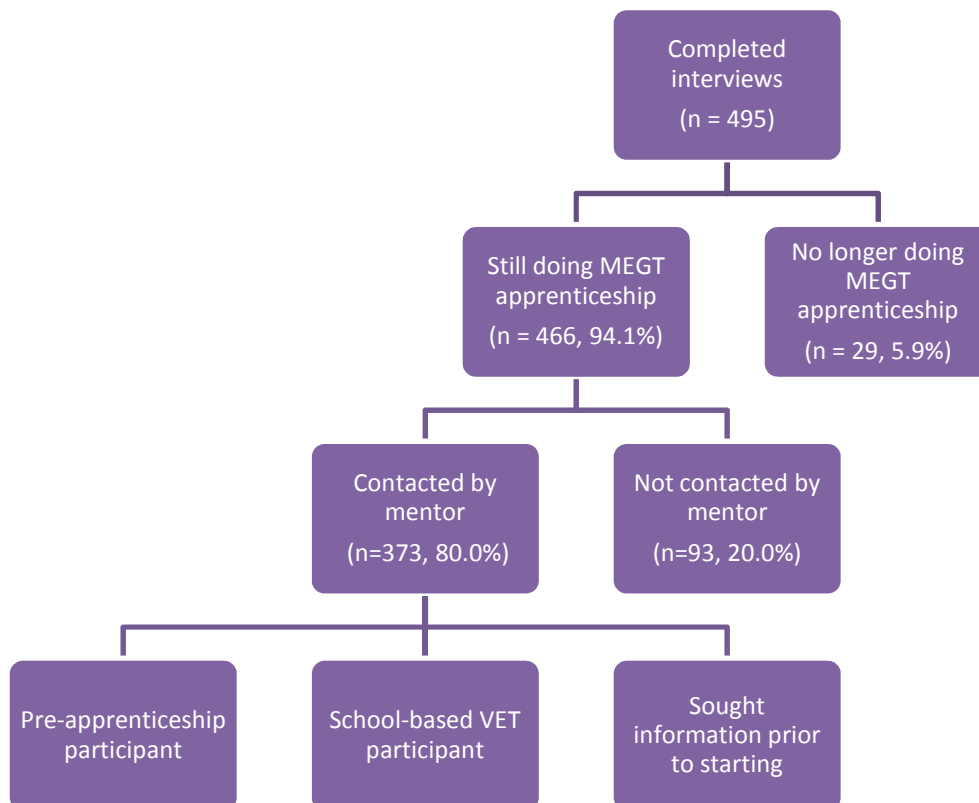 Completed
interviews
(n = 495)
Still doing MEGT
apprenticeship
(n = 466, 94.1%)
No longer doing
MEGT
apprenticeship
(n = 29, 5.9%)
Contacted by
mentor
(n=373, 80.0%)
Not contacted by
mentor
(n=93, 20.0%)
Pre-apprenticeship
participant
School-based VET
participant
Sought
information prior
to starting